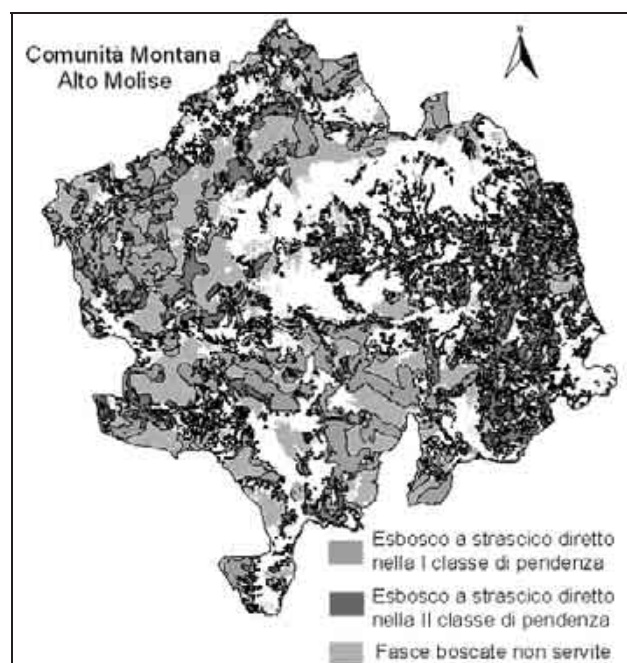 Comunità Montana
Alto Molise
Esbosco a strascico diretto
nella I classe di pendenza
Esbosco a strascico diretto
nella II classe di pendenza
Fasce boscate non servite